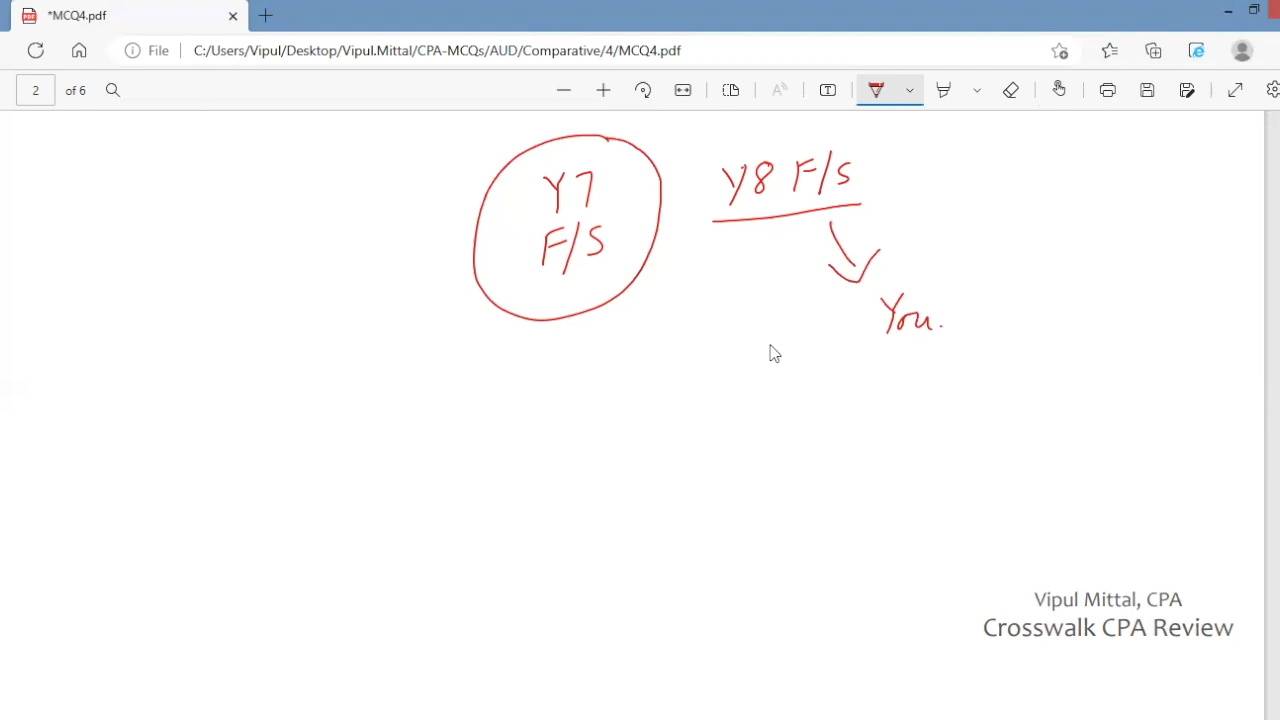 *MCQ4.pdf
File C:/Users/Vipul/Desktop/Vipul.Mittal/CPA-MCQs/AUD/Comparative/4/MCQ4.pdf
2 of 6
Y7
F/S
Y8 F/S
You.
Vipul Mittal, CPA
Crosswalk CPA Review